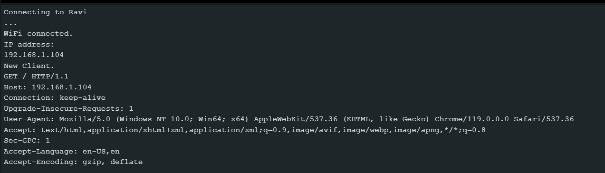 Connecting to Ravi
...
WiFi connected.
IP address:
192.168.1.104
New Client.
GET / HTTP/1.1
Host: 192.168.1.104
Connection: keep-alive
Upgrade-Insecure-Requests: 1
User-Agent: Mozilla/5.0 (Windows NT 10.0; Win64; x64) AppleWebKit/537.36 (KHTML, like Gecko) Chrome/119.0.0.0 Safari/537.36
Accept: text/html,application/xhtml+xml,application/xml;q=0.9,image/avif,image/webp,image/apng,*/*;q=0.8
Sec-GPC: 1
Accept-Language: en-US,en
Accept-Encoding: gzip, deflate